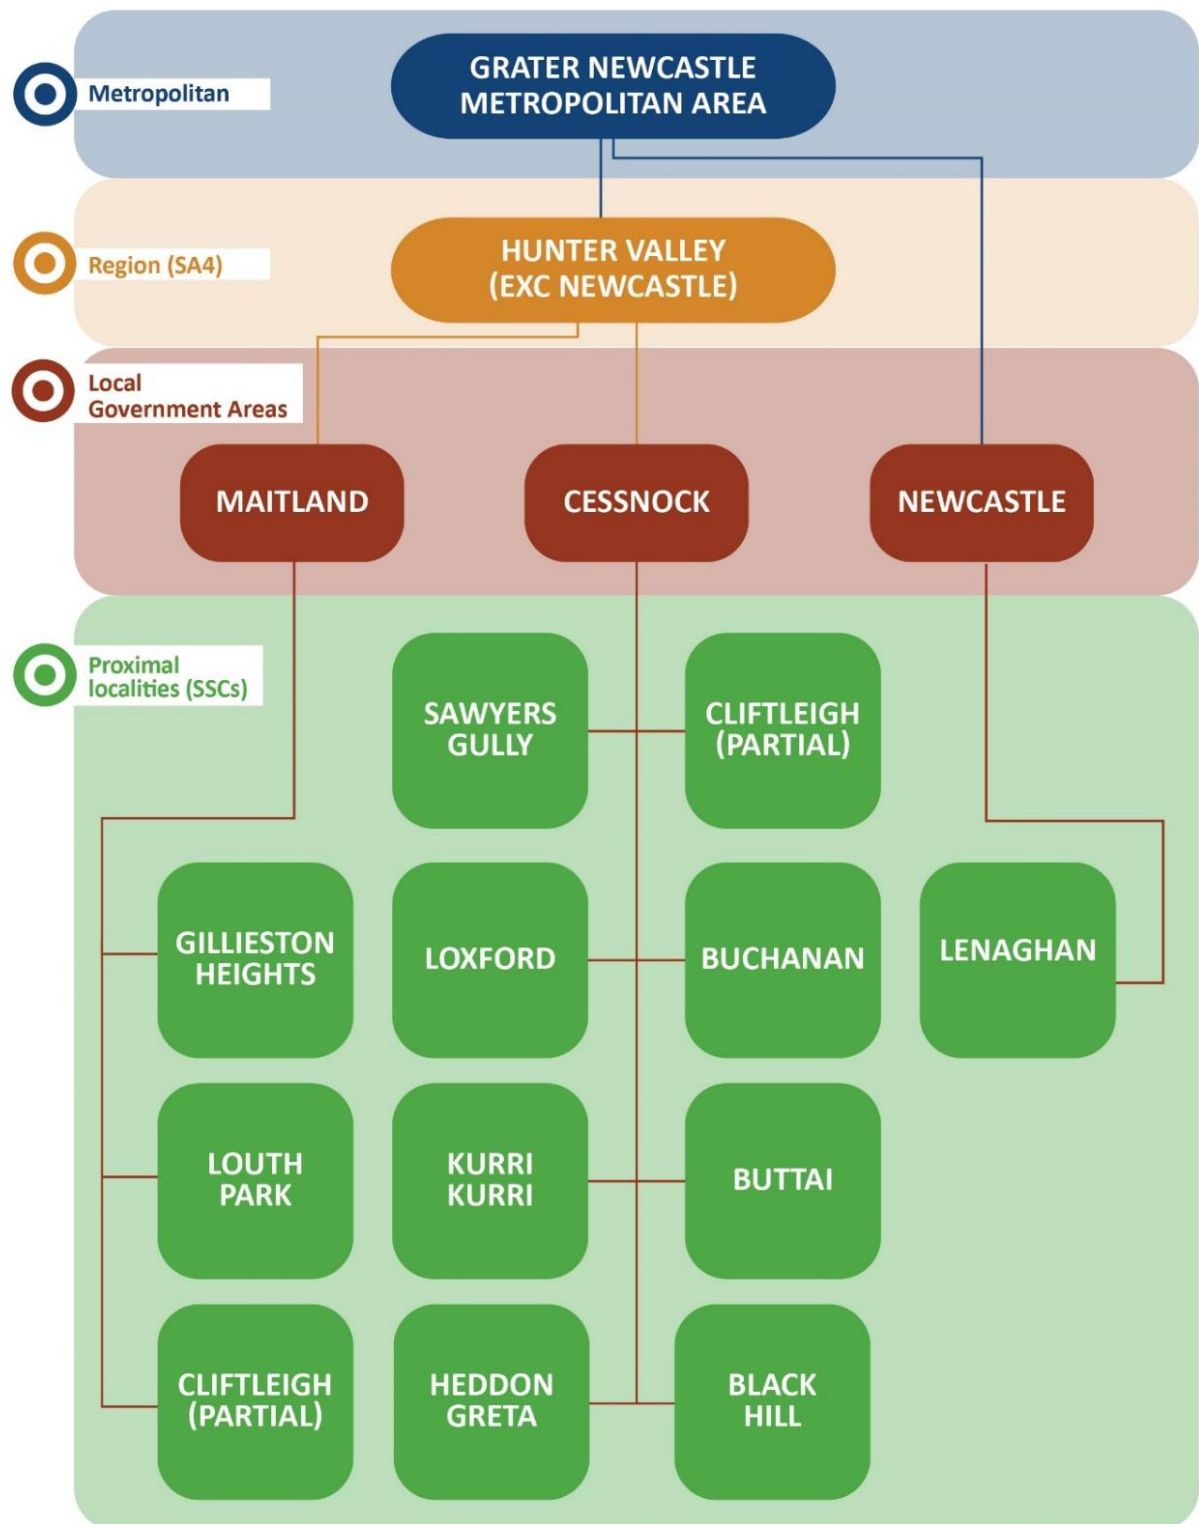 GRATER NEWCASTLE
METROPOLITAN AREA
Metropolitan
HUNTER VALLEY
(EXC NEWCASTLE)
Region (SA4)
Local
Government Areas
MAITLAND
CESSNOCK
NEWCASTLE
Proximal
localities (SSCs)
SAWYERS
GULLY
CLIFTLEIGH
(PARTIAL)
GILLIESTON
HEIGHTS
LOXFORD
BUCHANAN
LENAGHAN
LOUTH
PARK
KURRI
KURRI
BUTTAI
CLIFTLEIGH
(PARTIAL)
HEDDON
GRETA
BLACK
HILL